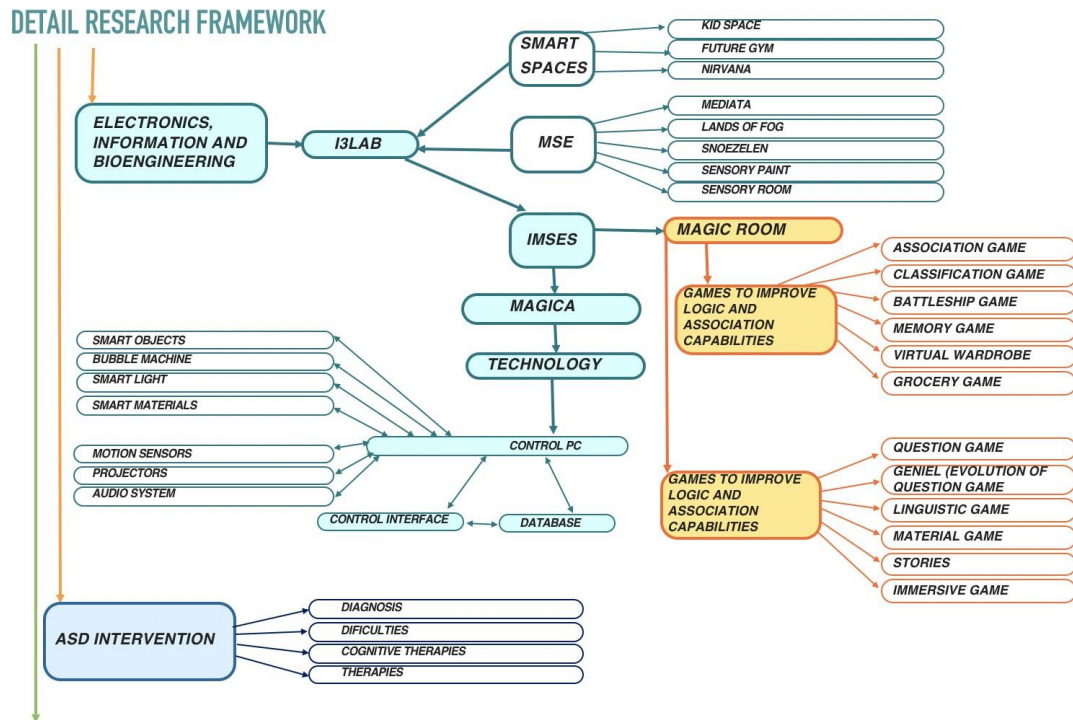 DETAIL RESEARCH FRAMEWORK
ELECTRONICS,
INFORMATION AND
BIOENGINEERING
I3LAB
SMART
SPACES
KID SPACE
FUTURE GYM
NIRVANA
MSE
MEDIATA
LANDS OF FOG
SNOEZELEN
SENSORY PAINT
SENSORY ROOM
IMSES
MAGIC ROOM
GAMES TO IMPROVE
LOGIC AND
ASSOCIATION
CAPABILITIES
ASSOCIATION GAME
CLASSIFICATION GAME
BATTLESHIP GAME
MEMORY GAME
VIRTUAL WARDROBE
GROCERY GAME
MAGICA
TECHNOLOGY
SMART OBJECTS
BUBBLE MACHINE
SMART LIGHT
SMART MATERIALS
MOTION SENSORS
PROJECTORS
AUDIO SYSTEM
CONTROL PC
CONTROL INTERFACE
DATABASE
GAMES TO IMPROVE
LOGIC AND
ASSOCIATION
CAPABILITIES
QUESTION GAME
GENIEL (EVOLUTION OF
QUESTION GAME
LINGUISTIC GAME
MATERIAL GAME
STORIES
IMMERSIVE GAME
ASD INTERVENTION
DIAGNOSIS
DIFICULTIES
COGNITIVE THERAPIES
THERAPIES